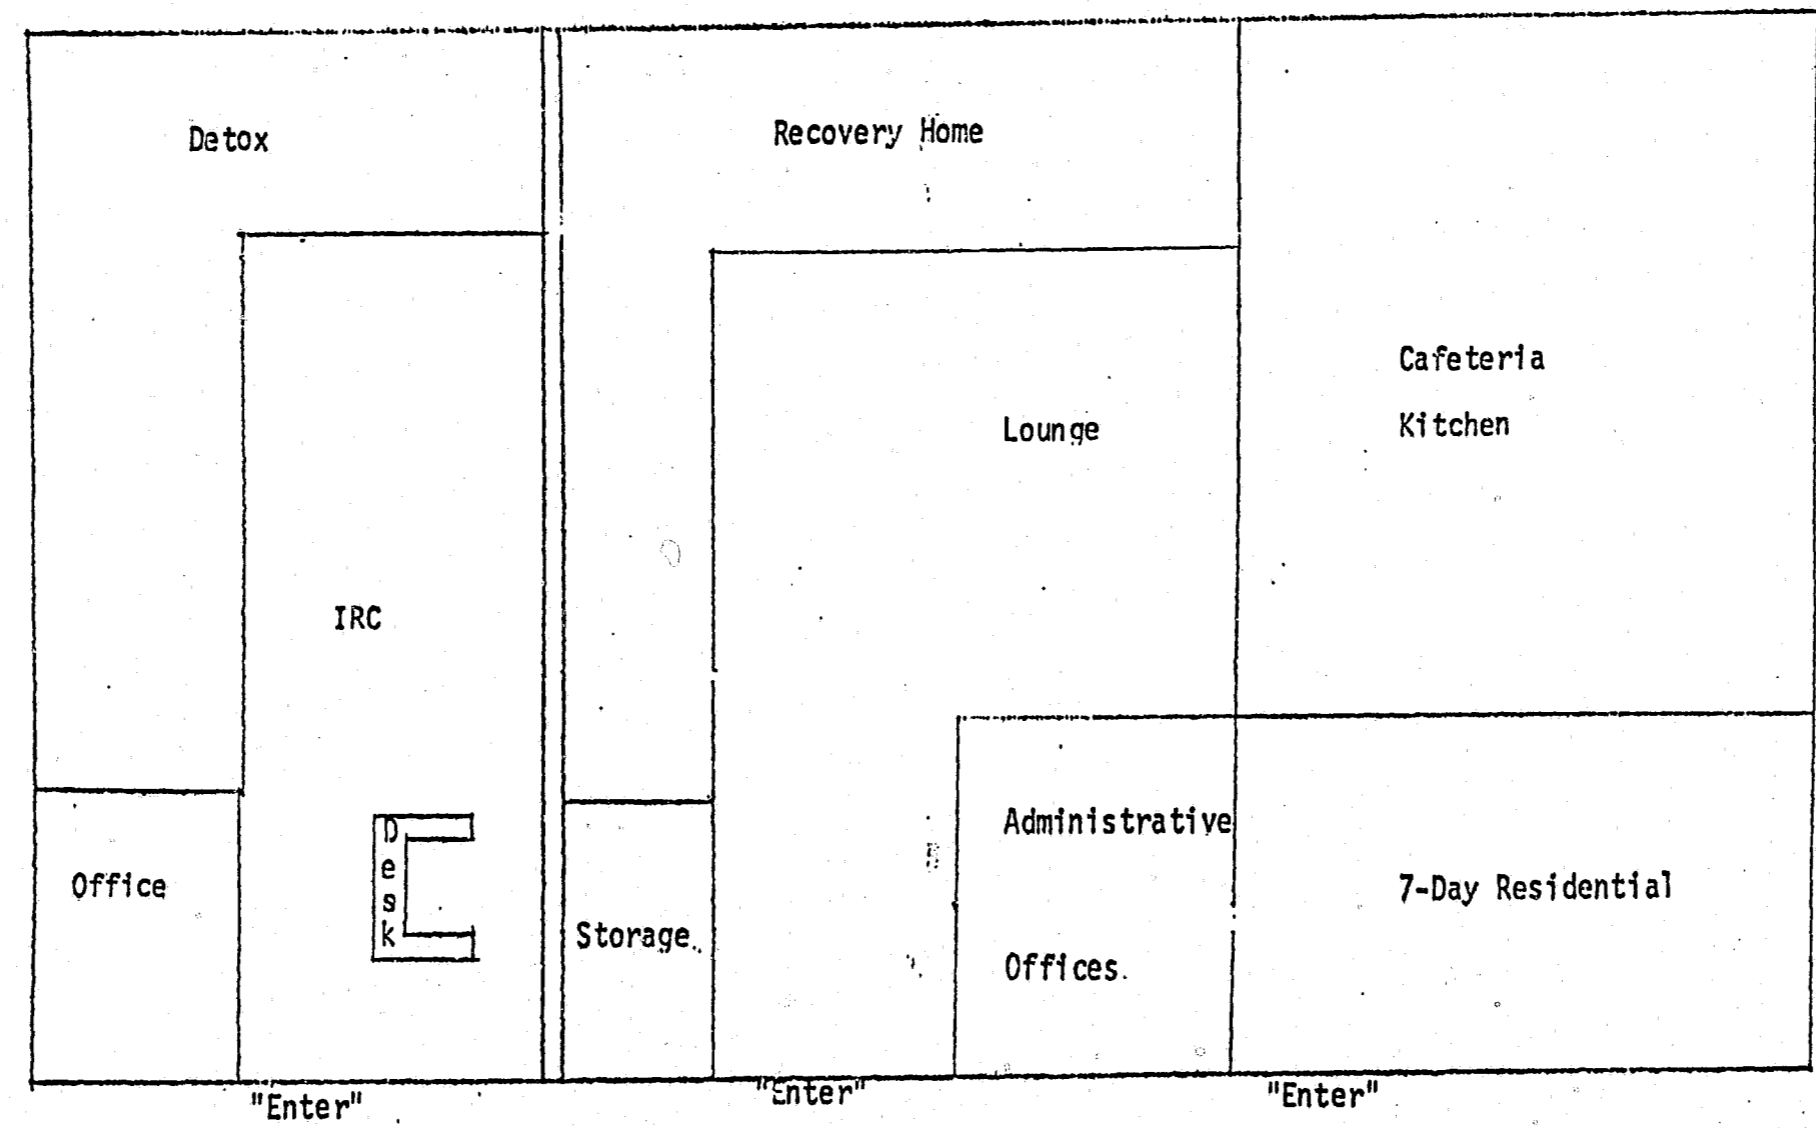 Detox
Recovery Home
Cafeteria
Kitchen
Lounge
IRC
Desk
Office
Storage
Administrative
Offices
7-Day Residential
"Enter"
"Enter"
"Enter"